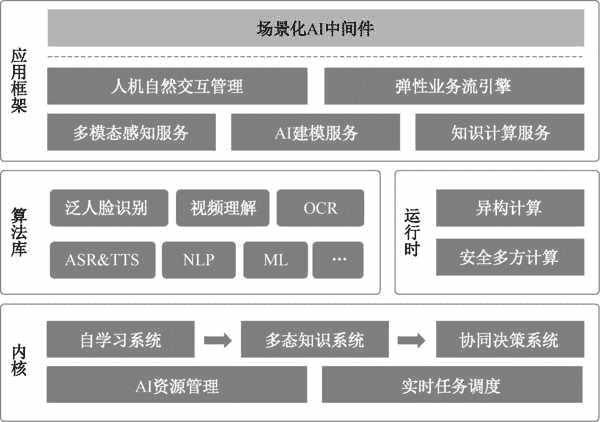 应用框架
场景化AI中间件
人机自然交互管理
弹性业务流引擎
多模态感知服务
AI建模服务
知识计算服务
算法库
泛人脸识别
视频理解
OCR
ASR&TTS
NLP
ML
…
运行时
异构计算
安全多方计算
内核
自学习系统
多态知识系统
协同决策系统
AI资源管理
实时任务调度